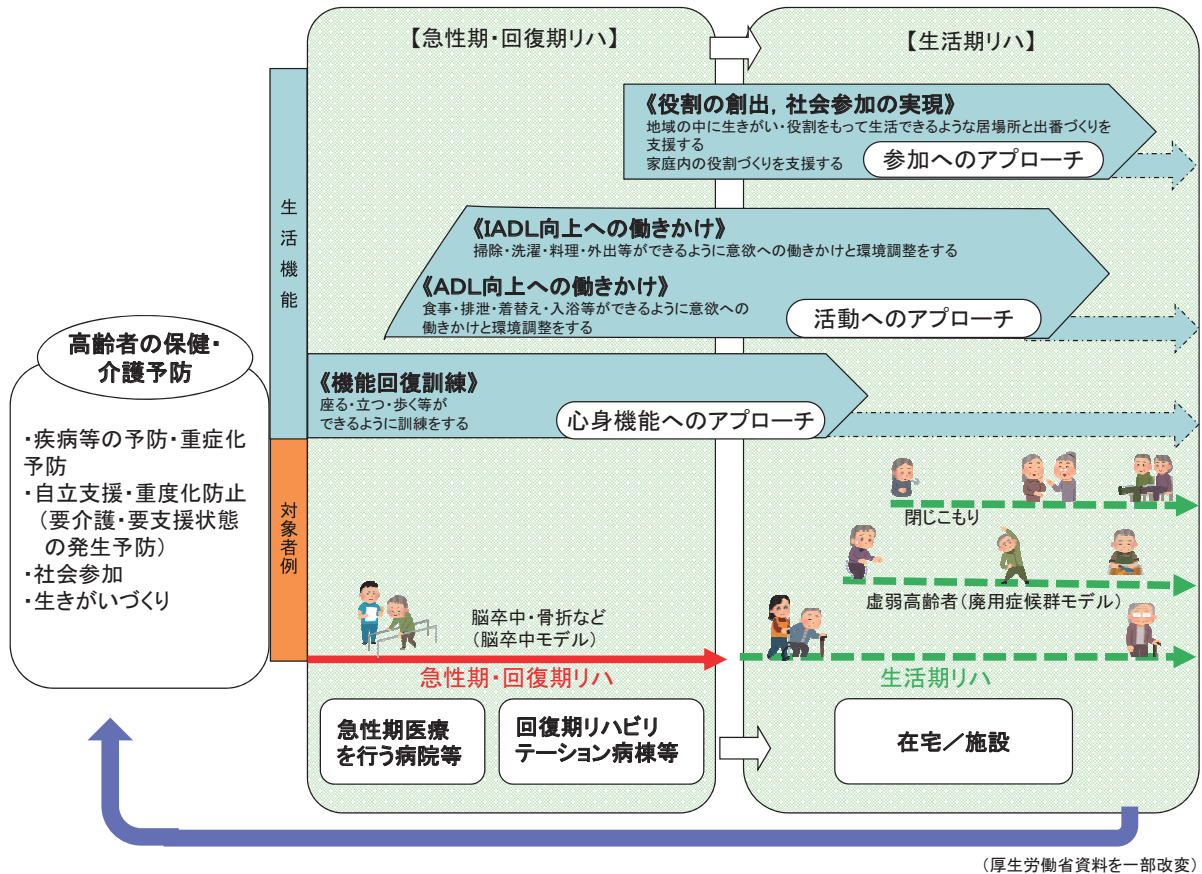 【急性期・回復期リハ】
【生活期リハ】
《役割の創出，社会参加の実現》
地域の中に生きがい・役割をもって生活できるような居場所と出番づくりを
支援する
家庭内の役割づくりを支援する
参加へのアプローチ
生活機能
《IADL向上への働きかけ》
掃除・洗濯・料理・外出等ができるように意欲への働きかけと環境調整をする
《ADL向上への働きかけ》
食事・排泄・着替え・入浴等ができるように意欲への
働きかけと環境調整をする
活動へのアプローチ
高齢者の保健・
介護予防
《機能回復訓練》
座る・立つ・歩く等が
できるように訓練をする
心身機能へのアプローチ
・疾病等の予防・重症化
予防
・自立支援・重度化防止
（要介護・要支援状態
の発生予防）
・社会参加
・生きがいづくり
対象者例
閉じこもり
虚弱高齢者（廃用症候群モデル）
脳卒中・骨折など
（脳卒中モデル）
急性期・回復期リハ
生活期リハ
急性期医療
を行う病院等
回復期リハビリ
テーション病棟等
在宅／施設
（厚生労働省資料を一部改変）